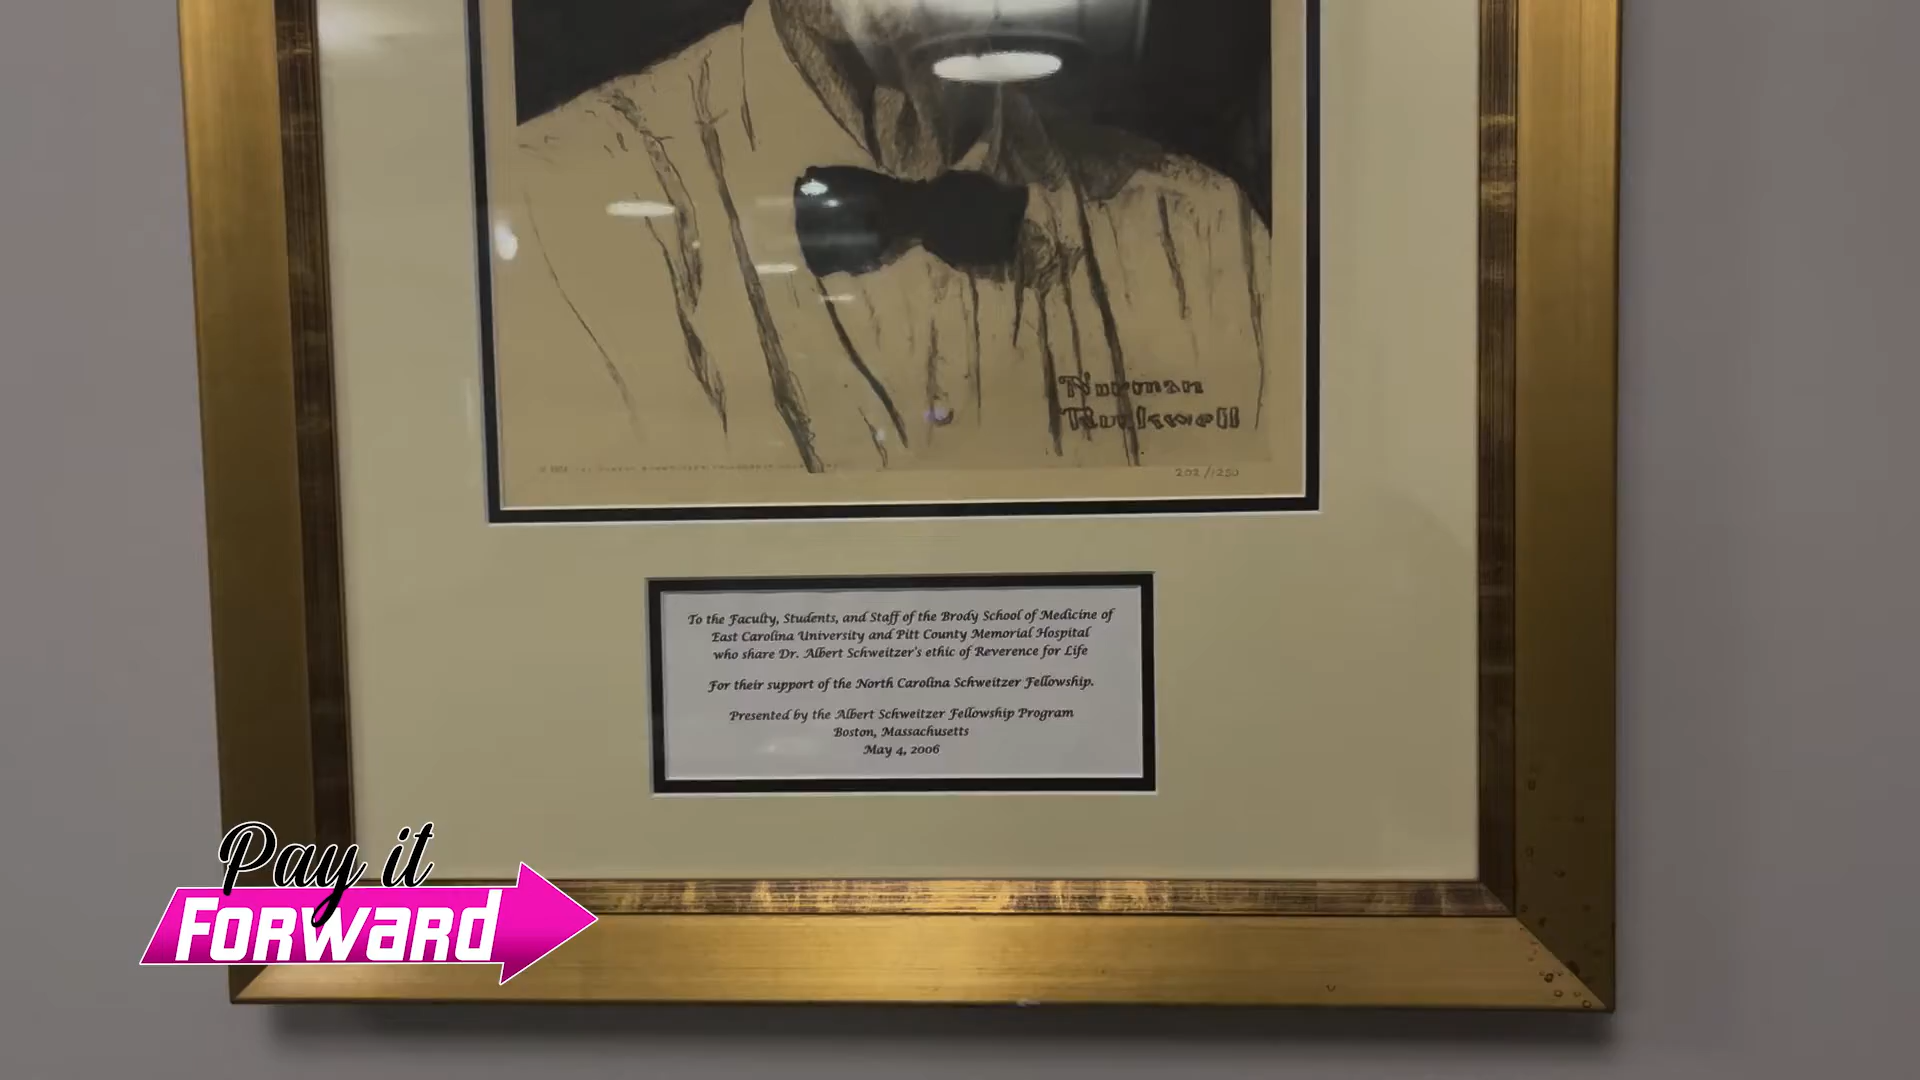 Norman
Rockwell
202/1250
To the Faculty, Students, and Staff of the Brody School of Medicine of
East Carolina University and Pitt County Memorial Hospital
who share Dr. Albert Schweitzer's ethic of Reverence for Life
For their support of the North Carolina Schweitzer Fellowship.
Presented by the Albert Schweitzer Fellowship Program
Boston, Massachusetts
May 4, 2006
Pay it
Forward